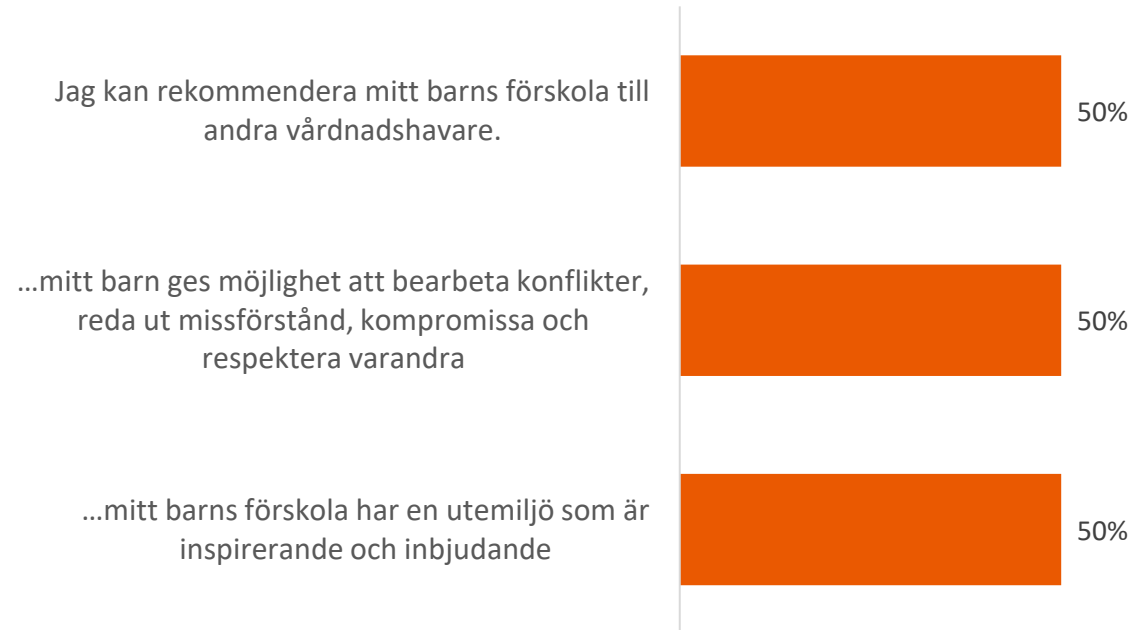 Jag kan rekommendera mitt barns förskola till
andra vårdnadshavare.
50%
…mitt barn ges möjlighet att bearbeta konflikter,
reda ut missförstånd, kompromissa och
respektera varandra
50%
…mitt barns förskola har en utemiljö som är
inspirerande och inbjudande
50%